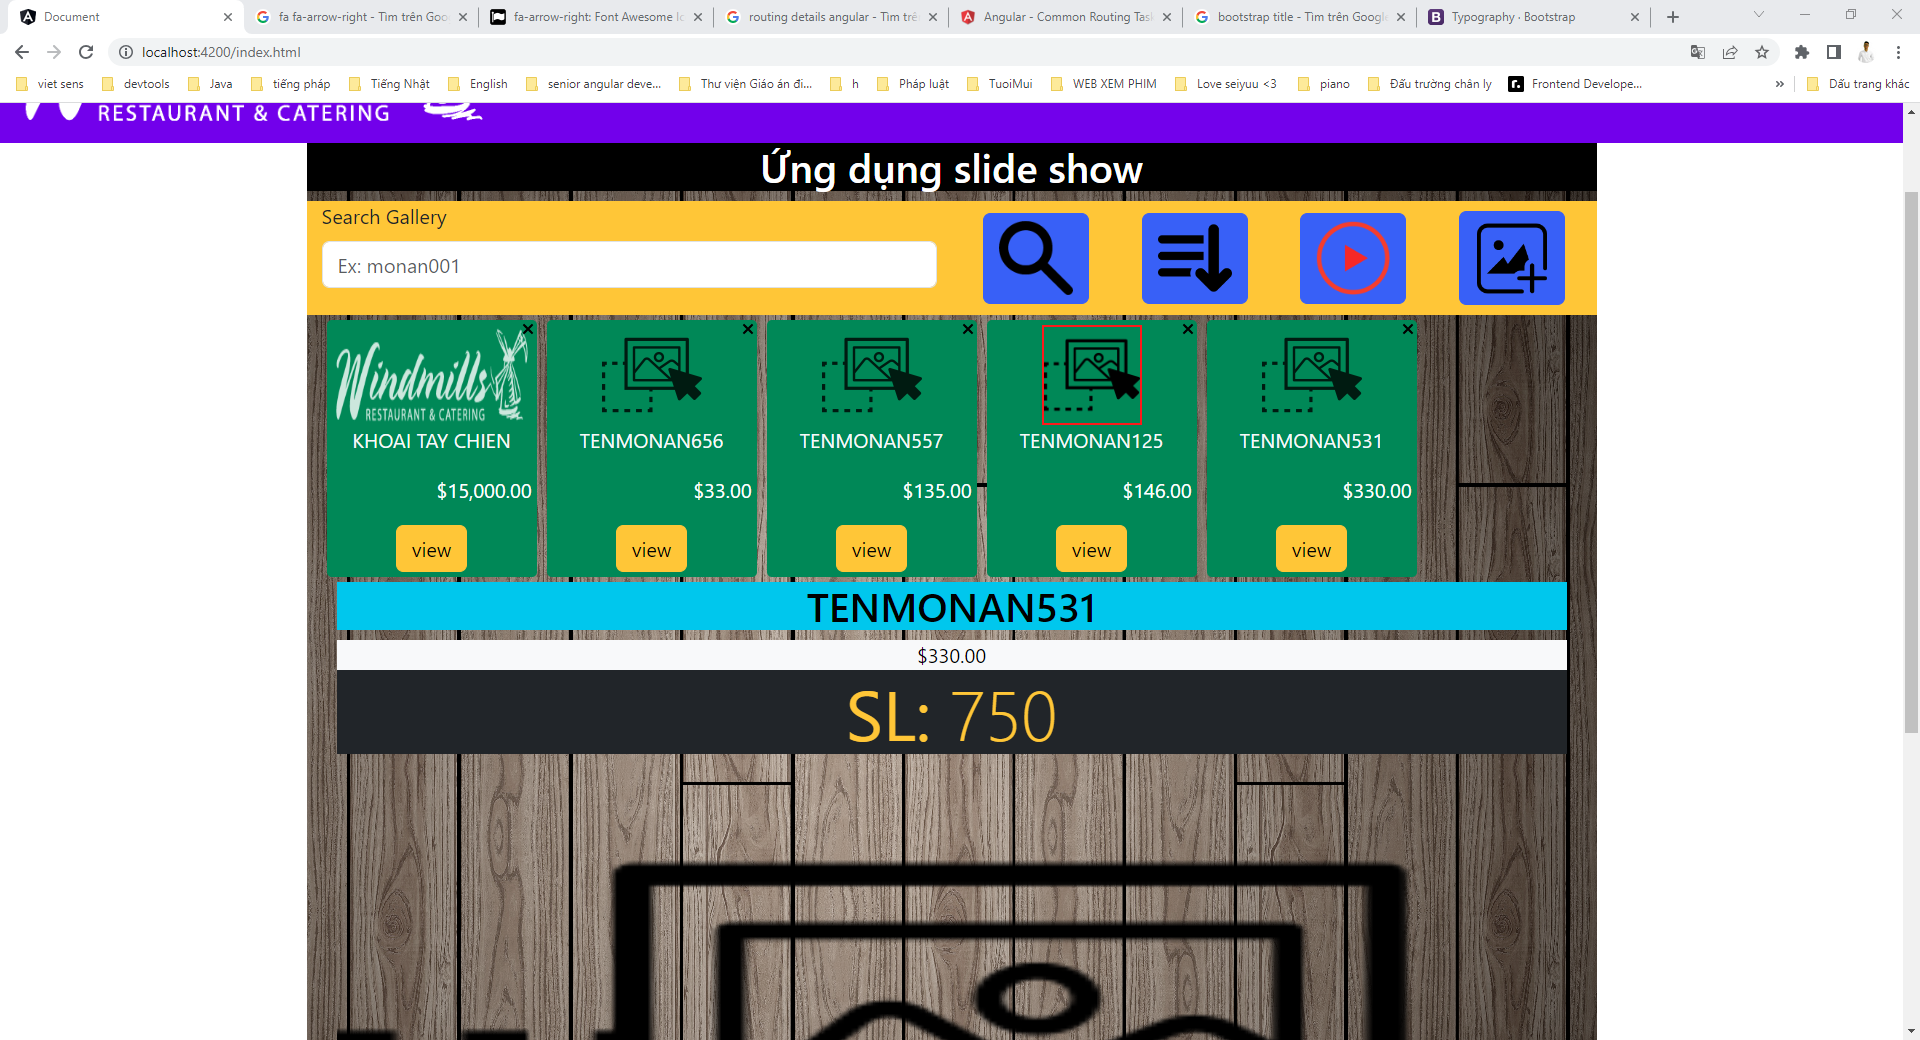 Document
fa fa-arrow-right - Tìm trên Goo
fa-arrow-right: Font Awesome Ic
routing details angular - Tìm trê
Angular - Common Routing Task
bootstrap title - Tìm trên Google
Typography · Bootstrap
localhost:4200/index.html
viet sens
devtools
Java
tiếng pháp
Tiếng Nhật
English
senior angular deve...
Thư viện Giáo án đi...
h
Pháp luật
TuoiMui
WEB XEM PHIM
Love seiyuu <3
piano
Đấu trường chân lý
Frontend Develope...
»
Dấu trang khác
RESTAURANT & CATERING
Ứng dụng slide show
Search Gallery
Ex: monan001
Windmills
RESTAURANT & CATERING
KHOAI TAY CHIEN
$15,000.00
view
TENMONAN656
$33.00
view
TENMONAN557
$135.00
view
TENMONAN125
$146.00
view
TENMONAN531
$330.00
view
TENMONAN531
$330.00
SL: 750